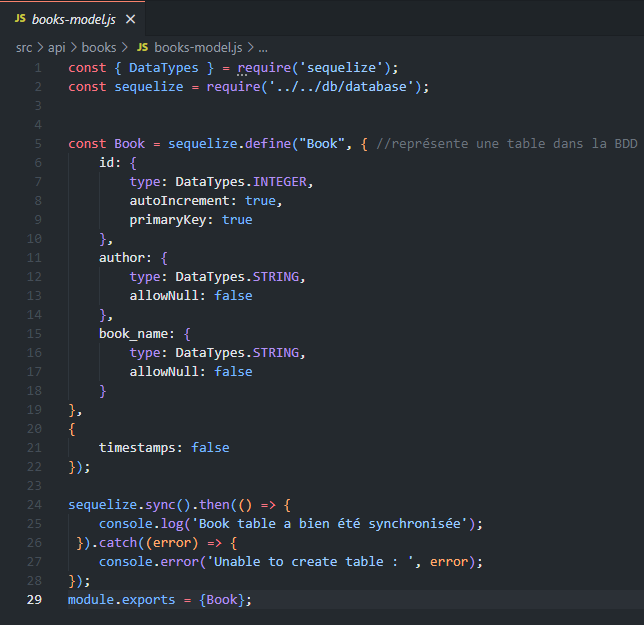 JS books-model.js ×
src > api > books > JS books-model.js > ...
1 const { DataTypes } = require('sequelize');
2 const sequelize = require('../../db/database');
3
4
5 const Book = sequelize.define("Book", { //représente une table dans la BDD
6     id: {
7         type: DataTypes.INTEGER,
8         autoIncrement: true,
9         primaryKey: true
10     },
11     author: {
12         type: DataTypes.STRING,
13         allowNull: false
14     },
15     book_name: {
16         type: DataTypes.STRING,
17         allowNull: false
18     }
19 },
20 {
21     timestamps: false
22 });
23
24 sequelize.sync().then(() => {
25     console.log('Book table a bien été synchronisée');
26  }).catch((error) => {
27     console.error('Unable to create table : ', error);
28 });
29 module.exports = {Book};